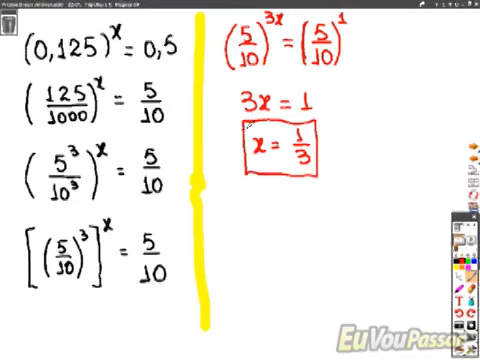 (0,125)^x = 0,5
(125/1000)^x = 5/10
(5^3/10^3)^x = 5/10
[(5/10)^3]^x = 5/10
(5/10)^3x = (5/10)^1
3x = 1
x = 1/3
EuVouPassar